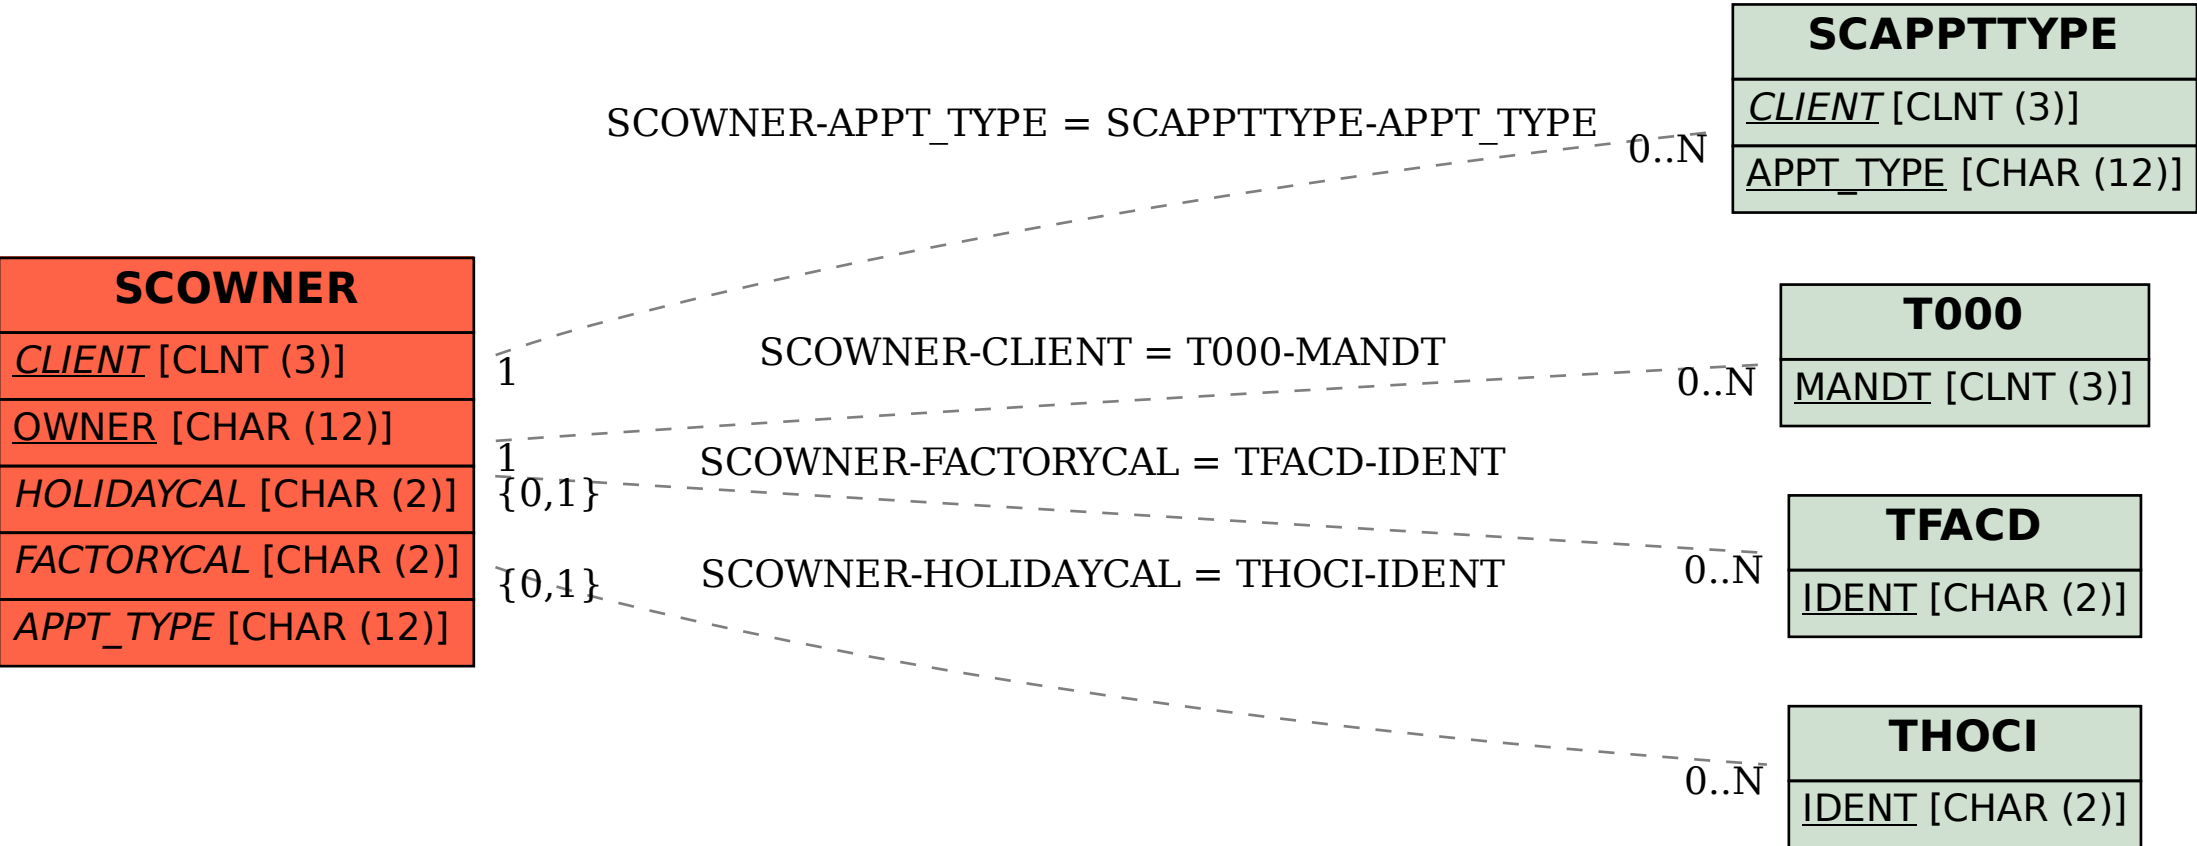 SCAPPTTYPE
CLIENT [CLNT (3)]
APPT_TYPE [CHAR (12)]
SCOWNER-APPT_TYPE = SCAPPTTYPE-APPT_TYPE
0..N
SCOWNER
CLIENT [CLNT (3)]
OWNER [CHAR (12)]
HOLIDAYCAL [CHAR (2)]
FACTORYCAL [CHAR (2)]
APPT_TYPE [CHAR (12)]
1
SCOWNER-CLIENT = T000-MANDT
0..N
T000
MANDT [CLNT (3)]
1
SCOWNER-FACTORYCAL = TFACD-IDENT
{0,1}
0..N
TFACD
IDENT [CHAR (2)]
{0,1}
SCOWNER-HOLIDAYCAL = THOCI-IDENT
0..N
THOCI
IDENT [CHAR (2)]